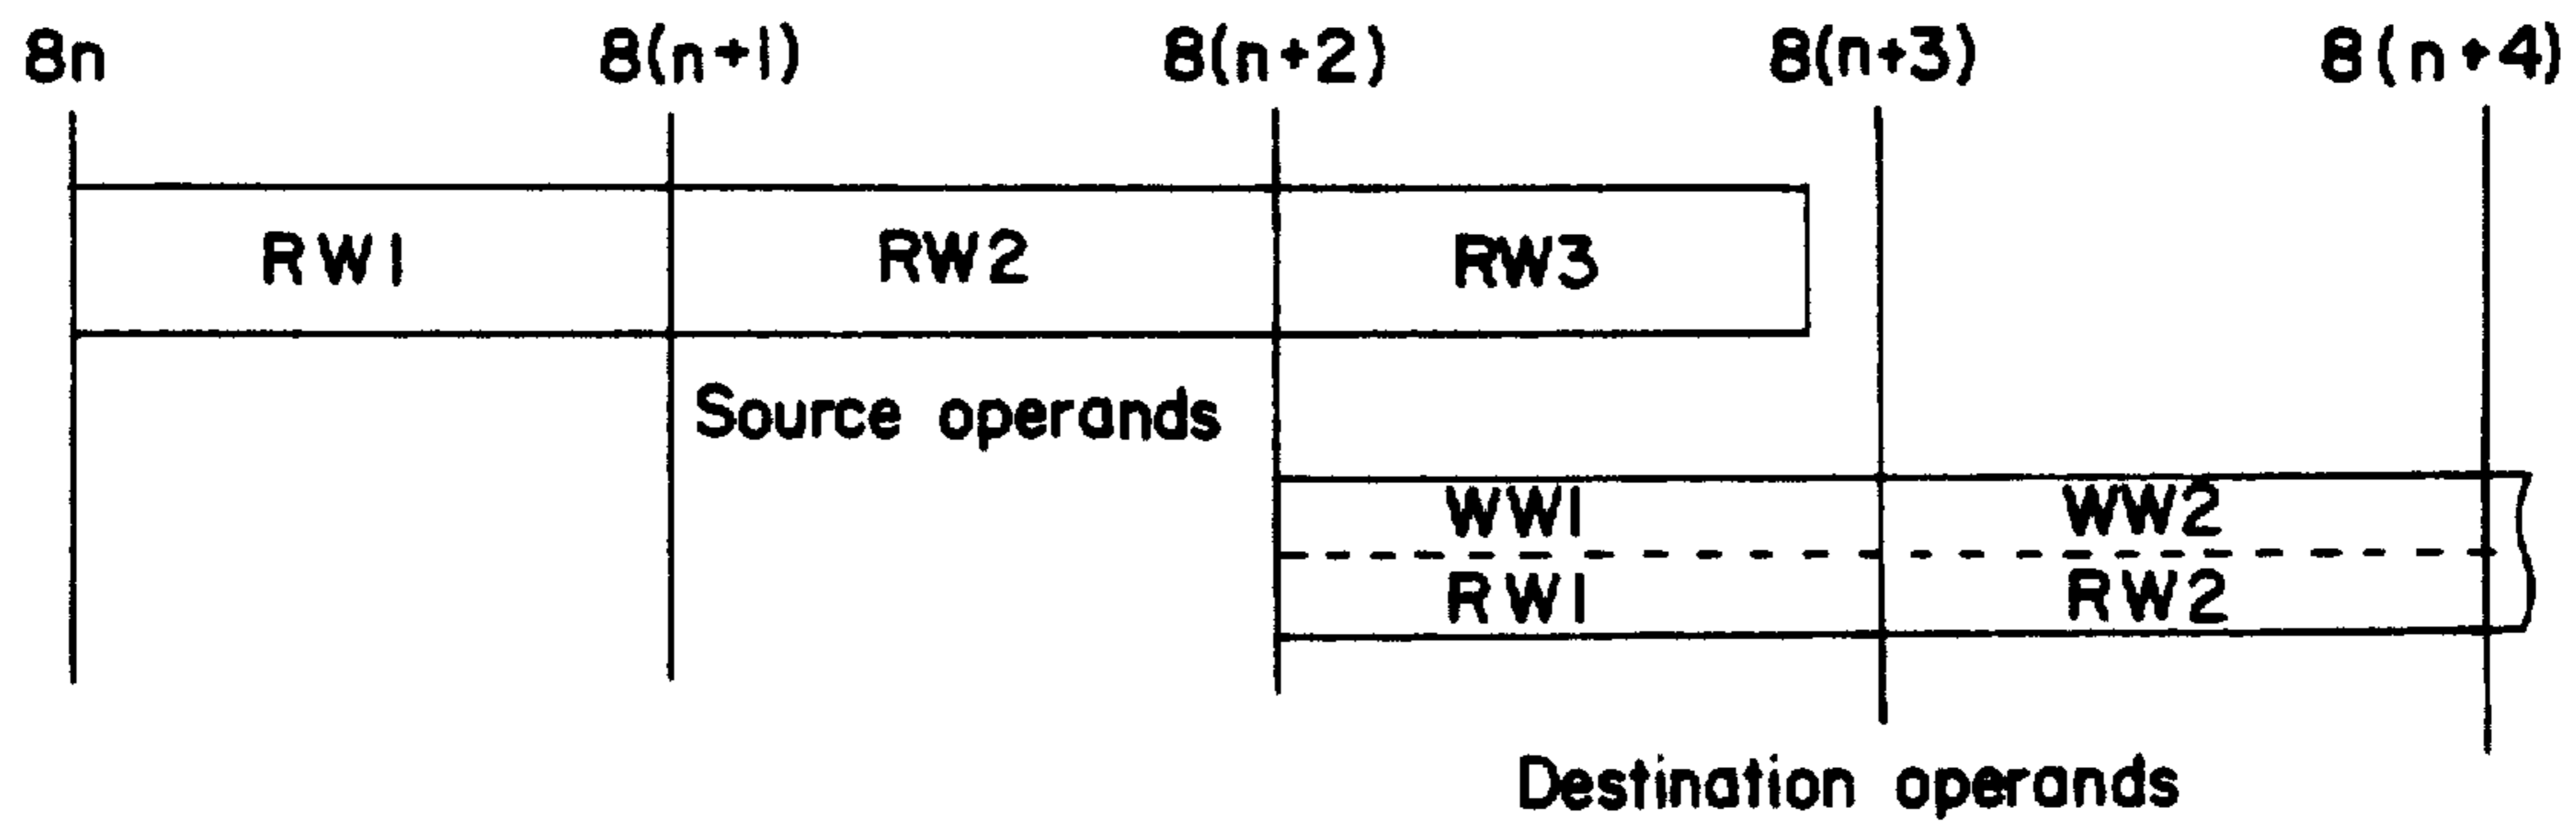 8n 8(n+1) 8(n+2) 8(n+3) 8(n+4)
RW1 RW2 RW3
Source operands
WW1 WW2
RW1 RW2
Destination operands